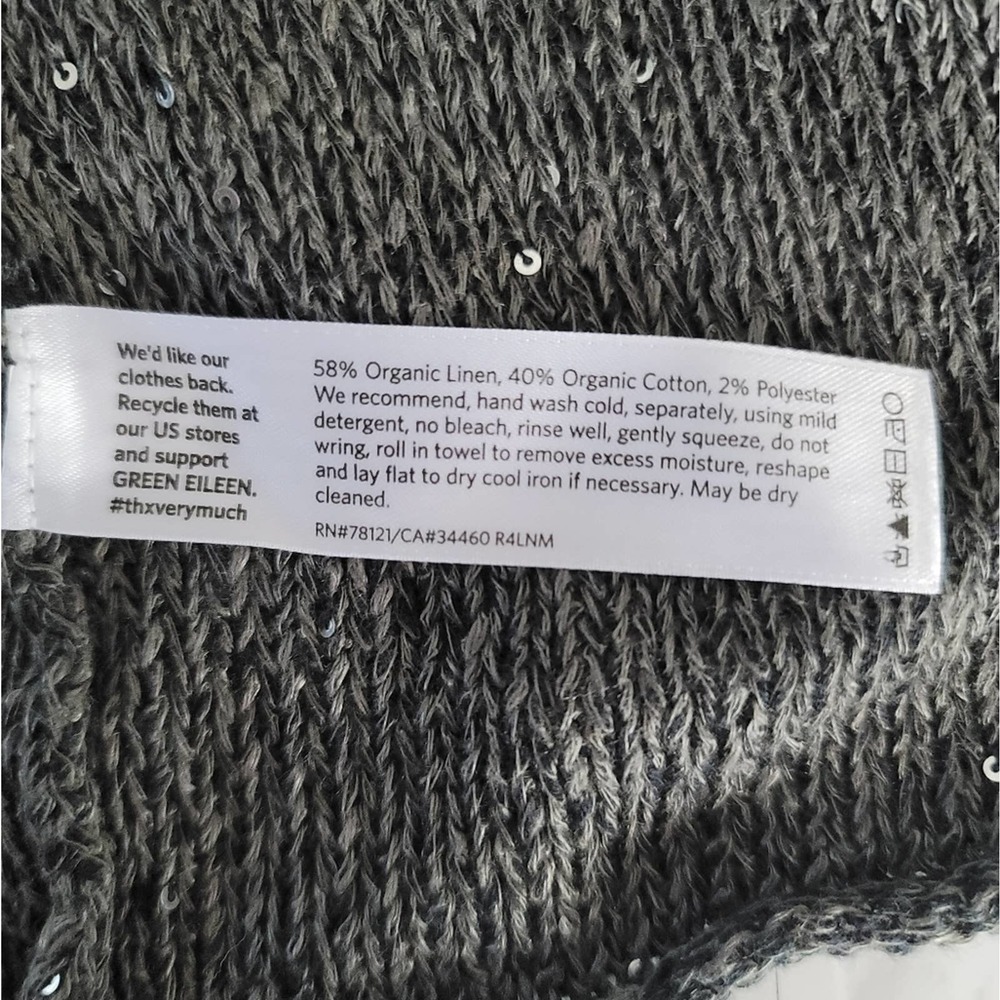 We'd like our
clothes back.
Recycle them at
our US stores
and support
GREEN EILEEN.
#thxverymuch
58% Organic Linen, 40% Organic Cotton, 2% Polyester
We recommend, hand wash cold, separately, using mild
detergent, no bleach, rinse well, gently squeeze, do not
wring, roll in towel to remove excess moisture, reshape
and lay flat to dry cool iron if necessary. May be dry
cleaned.
RN#78121/CA#34460 R4LNM